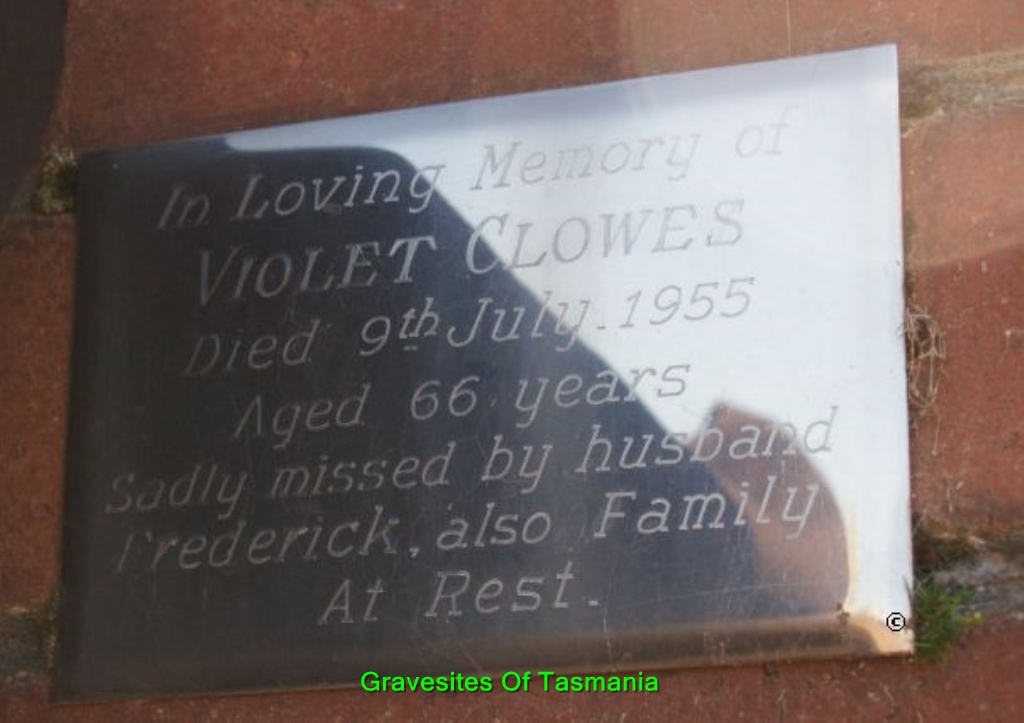 In Loving Memory of
VIOLET CLOWES
Died 9th July. 1955
Aged 66 years
Sadly missed by husband
Frederick, also Family
At Rest.
©
Gravesites Of Tasmania